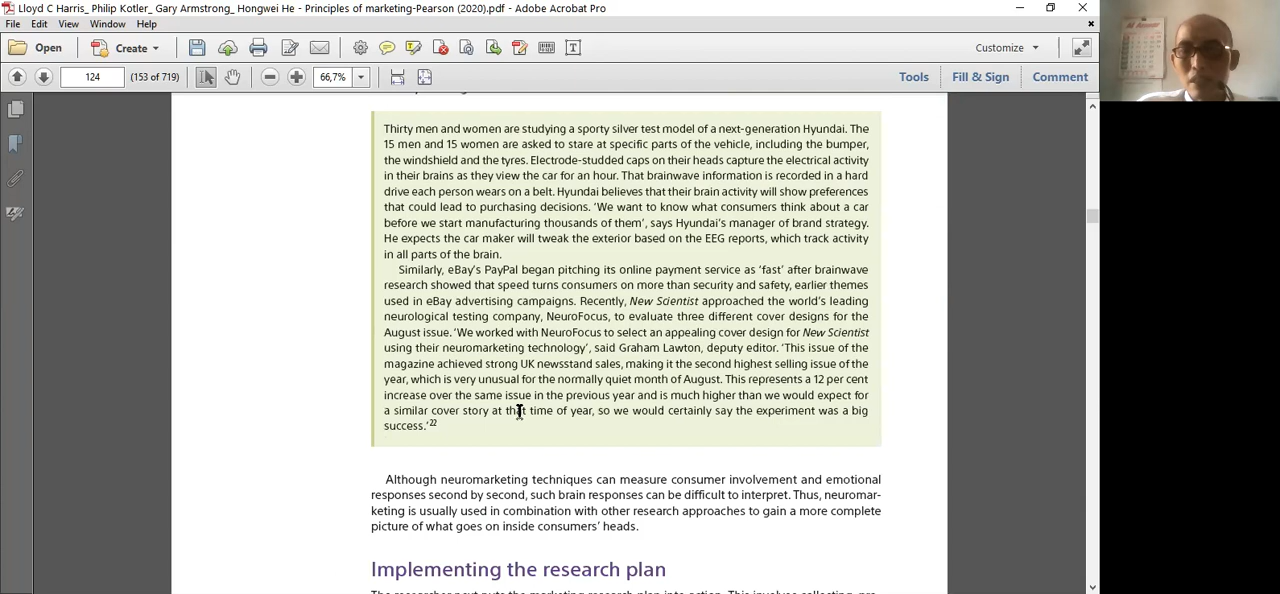 Lloyd C Harris_ Philip Kotler_ Gary Armstrong_ Hongwei He - Principles of marketing-Pearson (2020).pdf - Adobe Acrobat Pro
File Edit View Window Help
Open Create Customize
124 (153 of 719) 66,7% Tools Fill & Sign Comment
Thirty men and women are studying a sporty silver test model of a next-generation Hyundai. The
15 men and 15 women are asked to stare at specific parts of the vehicle, including the bumper,
the windshield and the tyres. Electrode-studded caps on their heads capture the electrical activity
in their brains as they view the car for an hour. That brainwave information is recorded in a hard
drive each person wears on a belt. Hyundai believes that their brain activity will show preferences
that could lead to purchasing decisions. ‘We want to know what consumers think about a car
before we start manufacturing thousands of them’, says Hyundai’s manager of brand strategy.
He expects the car maker will tweak the exterior based on the EEG reports, which track activity
in all parts of the brain.
Similarly, eBay’s PayPal began pitching its online payment service as ‘fast’ after brainwave
research showed that speed turns consumers on more than security and safety, earlier themes
used in eBay advertising campaigns. Recently, New Scientist approached the world’s leading
neurological testing company, NeuroFocus, to evaluate three different cover designs for the
August issue. ‘We worked with NeuroFocus to select an appealing cover design for New Scientist
using their neuromarketing technology’, said Graham Lawton, deputy editor. ‘This issue of the
magazine achieved strong UK newsstand sales, making it the second highest selling issue of the
year, which is very unusual for the normally quiet month of August. This represents a 12 per cent
increase over the same issue in the previous year and is much higher than we would expect for
a similar cover story at that time of year, so we would certainly say the experiment was a big
success.’22
Although neuromarketing techniques can measure consumer involvement and emotional
responses second by second, such brain responses can be difficult to interpret. Thus, neuromar-
keting is usually used in combination with other research approaches to gain a more complete
picture of what goes on inside consumers’ heads.
Implementing the research plan